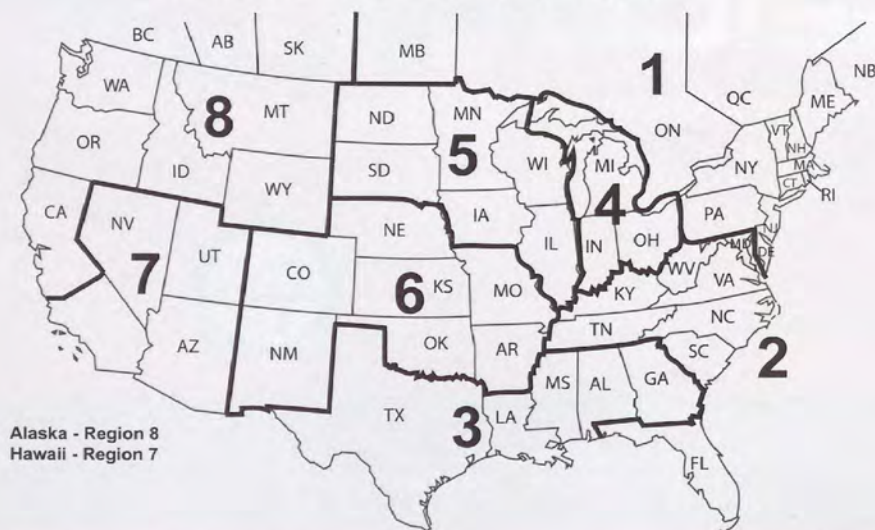 BC
AB
SK
MB
1
NB
WA
MT
ND
MN
QC
ME
8
ON
VT
NH
OR
5
WI
MI
NY
MA
ID
SD
CT
RI
WY
4
PA
CA
NV
IA
NJ
NE
IL
IN
OH
MD
DE
UT
WV
7
CO
VA
KS
MO
KY
6
NC
TN
AZ
NM
OK
AR
SC
2
MS
AL
GA
TX
LA
3
Alaska - Region 8
Hawaii - Region 7
FL